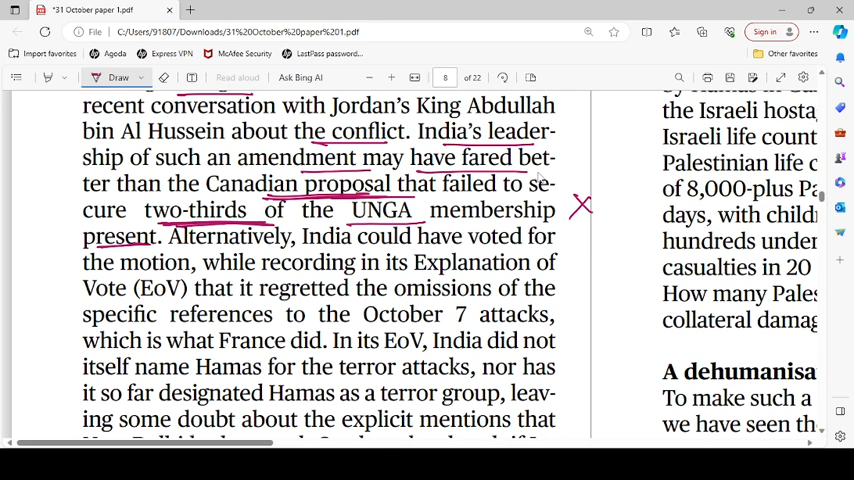 *31 October paper 1.pdf
File C:/Users/91807/Downloads/31%20October%20paper%201.pdf
Sign in
Import favorites Agoda Express VPN McAfee Security LastPass password... Other favorites
Draw Read aloud Ask Bing AI 8 of 22
recent conversation with Jordan's King Abdullah
bin Al Hussein about the conflict. India's leader-
ship of such an amendment may have fared bet-
ter than the Canadian proposal that failed to se-
cure two-thirds of the UNGA membership
present. Alternatively, India could have voted for
the motion, while recording in its Explanation of
Vote (EoV) that it regretted the omissions of the
specific references to the October 7 attacks,
which is what France did. In its EoV, India did not
itself name Hamas for the terror attacks, nor has
it so far designated Hamas as a terror group, leav-
ing some doubt about the explicit mentions that
the Israeli hosta
Israeli life count
Palestinian life c
of 8,000-plus Pa
days, with childr
hundreds under
casualties in 20
How many Pales
collateral damag
A dehumanisa
To make such a
we have seen th